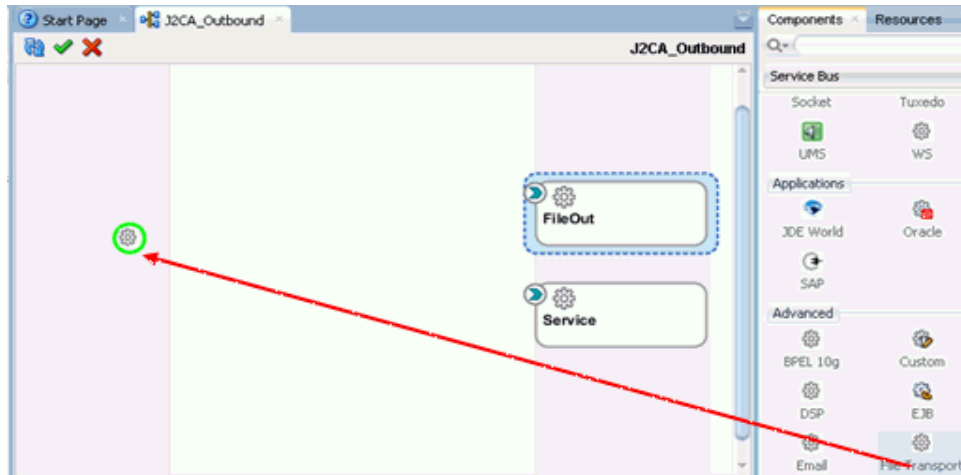 Start Page
J2CA_Outbound
J2CA_Outbound
FileOut
Service
Components
Resources
Service Bus
Socket
Tuxedo
UMS
WS
Applications
JDE World
Oracle
SAP
Advanced
BPEL 10g
Custom
DSP
EJB
Email
File Transport